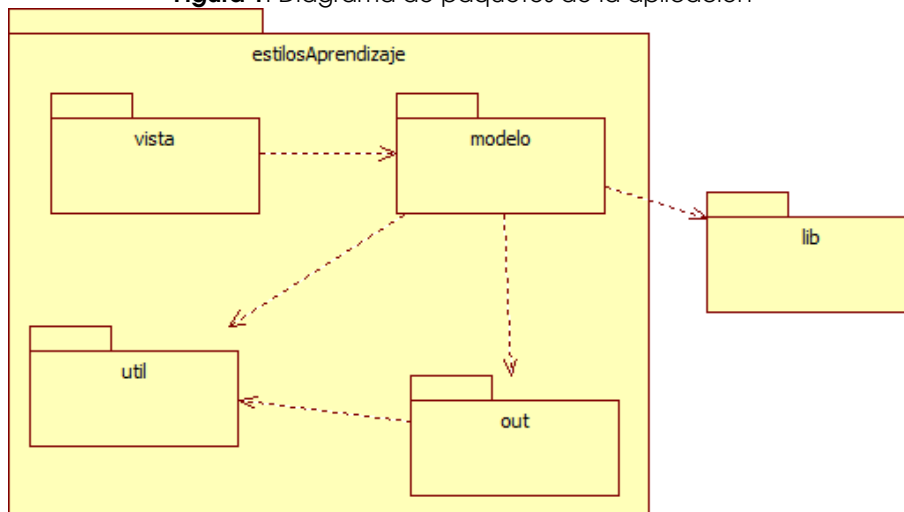 Figura 1. Diagrama de paquetes de la aplicación
estilosAprendizaje
vista
modelo
lib
util
out